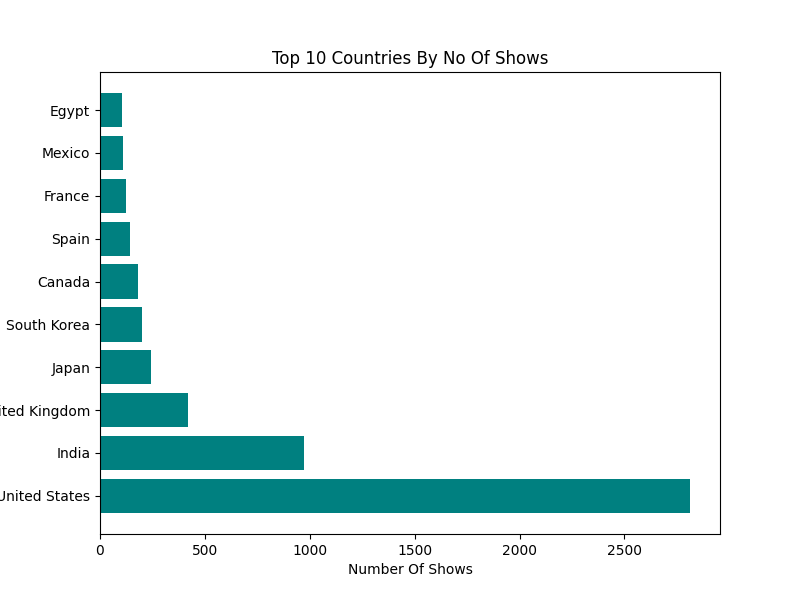 Top 10 Countries By No Of Shows
Egypt
Mexico
France
Spain
Canada
South Korea
Japan
ited Kingdom
India
United States
0 500 1000 1500 2000 2500
Number Of Shows